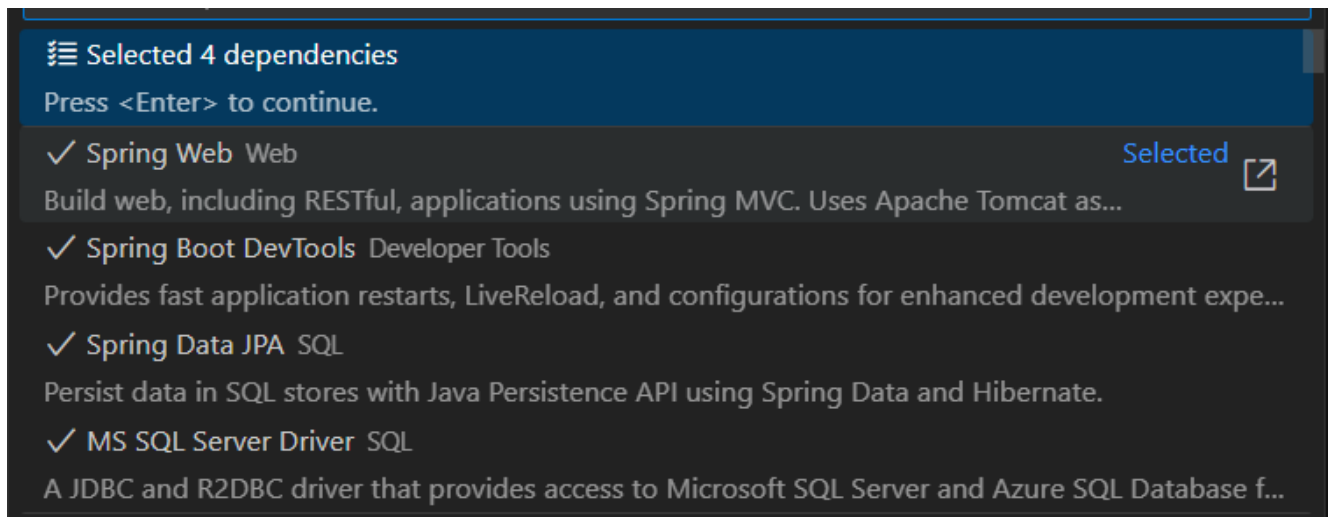 Selected 4 dependencies
Press <Enter> to continue.
Spring Web Web Selected
Build web, including RESTful, applications using Spring MVC. Uses Apache Tomcat as...
Spring Boot DevTools Developer Tools
Provides fast application restarts, LiveReload, and configurations for enhanced development expe...
Spring Data JPA SQL
Persist data in SQL stores with Java Persistence API using Spring Data and Hibernate.
MS SQL Server Driver SQL
A JDBC and R2DBC driver that provides access to Microsoft SQL Server and Azure SQL Database f...